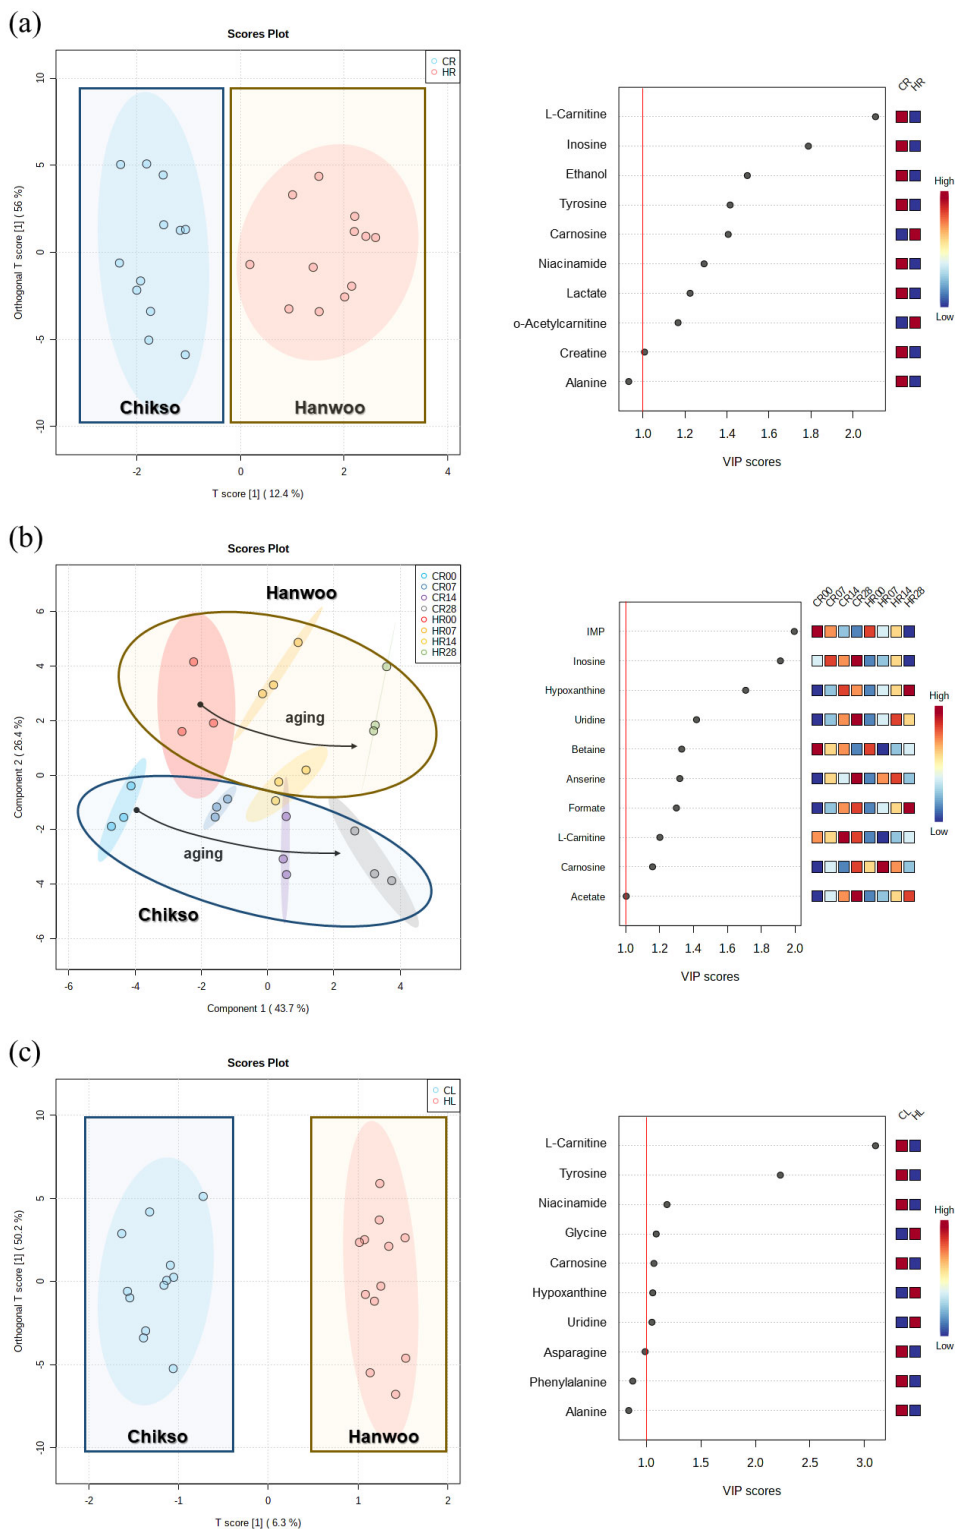 (a)
Scores Plot
CR
HR
10
5
0
-5
-10
Orthogonal T score [1] ( 56 %)
Chikso
Hanwoo
-2
0
2
4
T score [1] ( 12.4 %)
CR
HR
L-Carnitine
Inosine
Ethanol
Tyrosine
Carnosine
Niacinamide
Lactate
o-Acetylcarnitine
Creatine
Alanine
High
Low
1.0
1.2
1.4
1.6
1.8
2.0
VIP scores
(b)
Scores Plot
CR00
CR07
CR14
CR28
HR00
HR07
HR14
HR28
Hanwoo
aging
aging
Chikso
6
4
2
0
-2
-4
-6
Component 2 ( 26.4 %)
-6
-4
-2
0
2
4
Component 1 ( 43.7 %)
CR00
CR07
CR14
CR28
HR00
HR07
HR14
HR28
IMP
Inosine
Hypoxanthine
Uridine
Betaine
Anserine
Formate
L-Carnitine
Carnosine
Acetate
High
Low
1.0
1.2
1.4
1.6
1.8
2.0
VIP scores
(c)
Scores Plot
CL
HL
10
5
0
-5
-10
Orthogonal T score [1] ( 50.2 %)
Chikso
Hanwoo
-2
-1
0
1
2
T score [1] ( 6.3 %)
CL
HL
L-Carnitine
Tyrosine
Niacinamide
Glycine
Carnosine
Hypoxanthine
Uridine
Asparagine
Phenylalanine
Alanine
High
Low
1.0
1.5
2.0
2.5
3.0
VIP scores